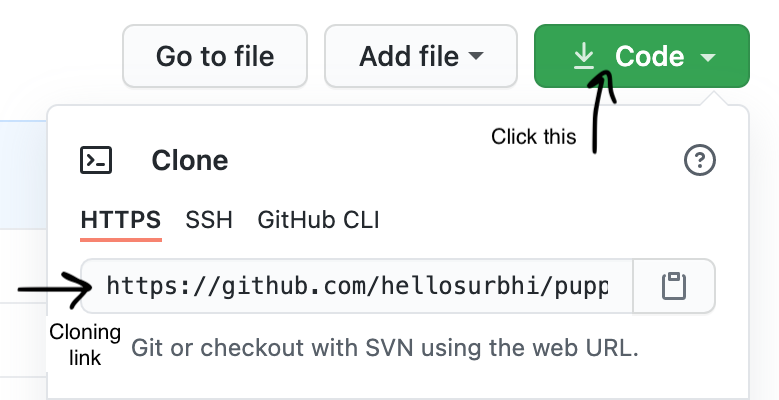 Go to file
Add file
Code
Click this
Clone
HTTPS SSH GitHub CLI
https://github.com/hellosurbhi/pupp
Cloning
link
Git or checkout with SVN using the web URL.